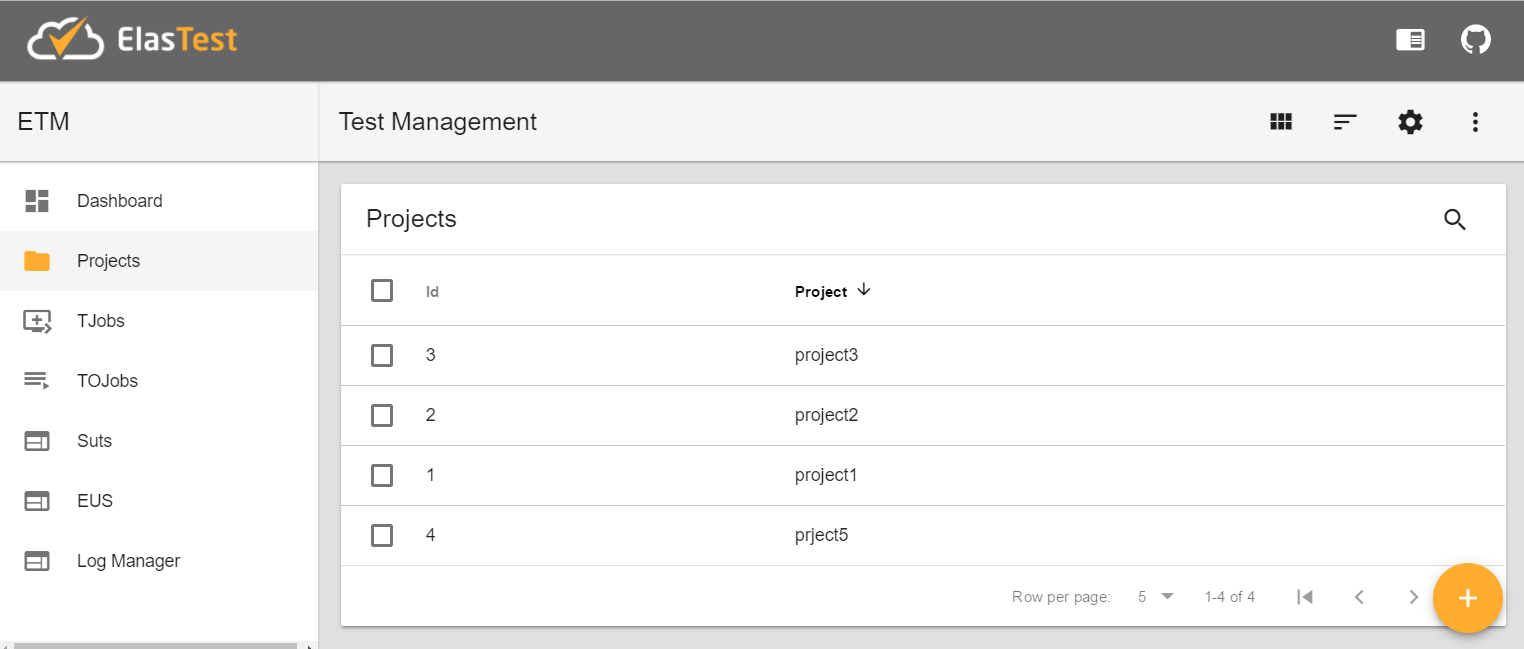 ElasTest
ETM
Test Management
Dashboard
Projects
TJobs
TOJobs
Suts
EUS
Log Manager
Projects
Id Project
3 project3
2 project2
1 project1
4 prject5
Row per page: 5 1-4 of 4